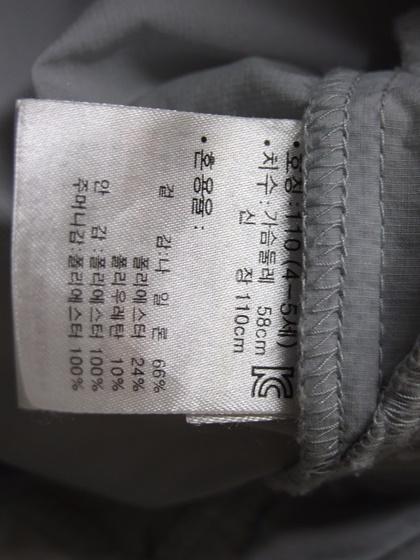 • 호칭:110(4-5세)
• 치수:가슴둘레 58cm
신 장 110cm
• 혼용율:
겉 감:나 일 론 66%
폴리에스터 24%
폴리우레탄 10%
안 감:폴리에스터 100%
주머니감:폴리에스터 100%